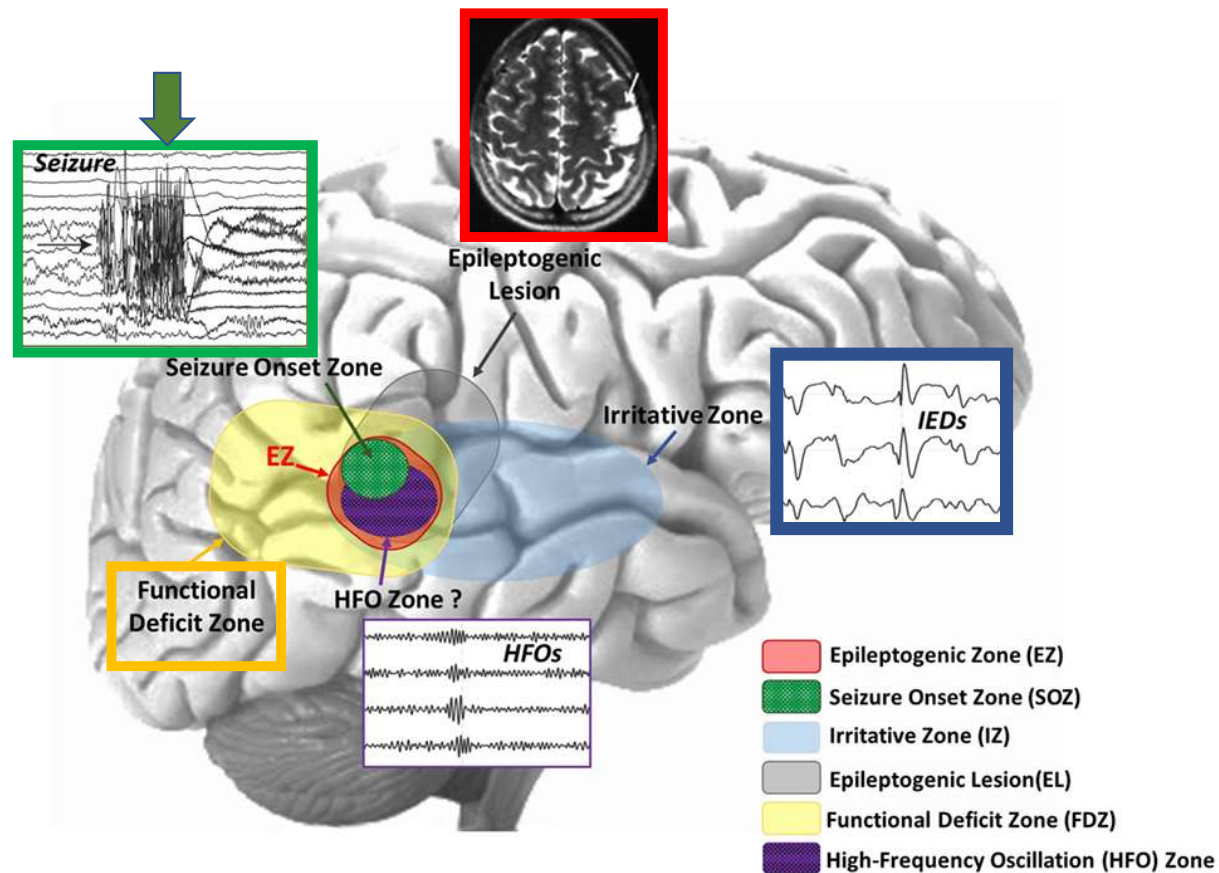 Seizure
Epileptogenic
Lesion
Seizure Onset Zone
Irritative Zone
IEDs
EZ
Functional
Deficit Zone
HFO Zone ?
HFOs
Epileptogenic Zone (EZ)
Seizure Onset Zone (SOZ)
Irritative Zone (IZ)
Epileptogenic Lesion(EL)
Functional Deficit Zone (FDZ)
High-Frequency Oscillation (HFO) Zone